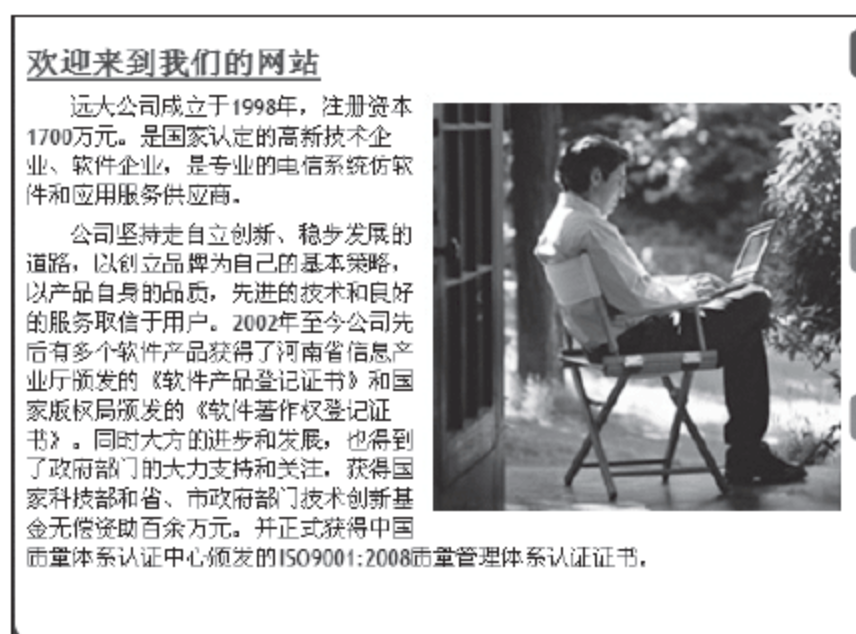 欢迎来到我们的网站
远大公司成立于1998年，注册资本
1700万元。是国家认定的高新技术企
业、软件企业，是专业的电信系统仿软
件和应用服务供应商。
公司坚持走自立创新、稳步发展的
道路，以创立品牌为自己的基本策略，
以产品自身的品质，先进的技术和良好
的服务取信于用户。2002年至今公司先
后有多个软件产品获得了河南省信息产
业厅颁发的《软件产品登记证书》和国
家版权局颁发的《软件著作权登记证
书》。同时大方的进步和发展，也得到
了政府部门的大力支持和关注，获得国
家科技部和省、市政府部门技术创新基
金无偿资助百余万元。并正式获得中国
质量体系认证中心颁发的ISO9001:2008质量管理体系认证证书。